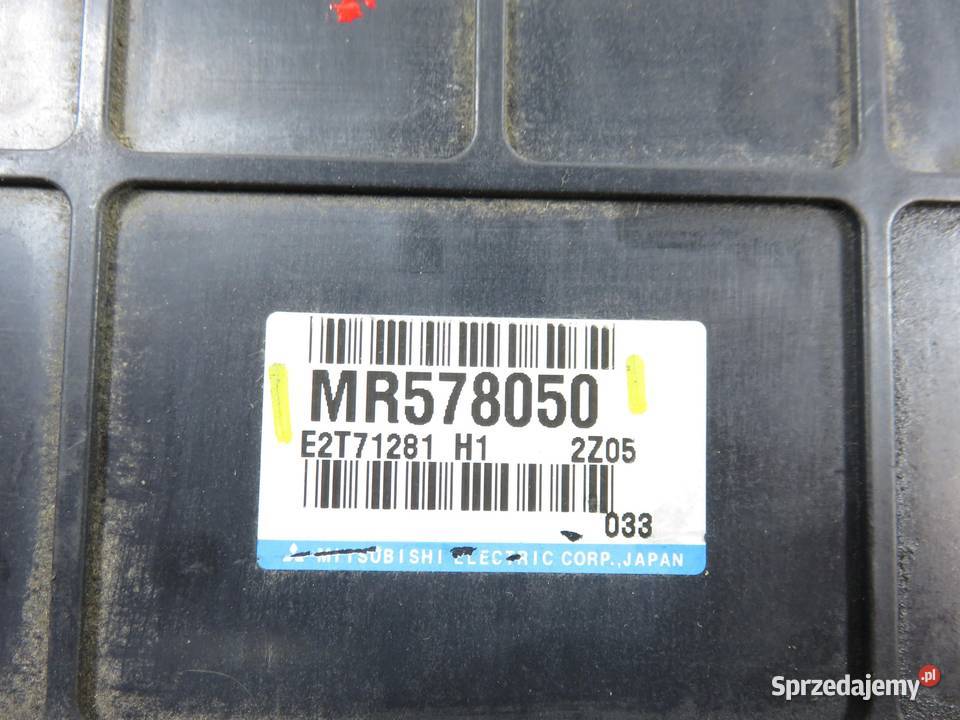 MR578050
E2T71281 H1 2Z05
033
MITSUBISHI ELECTRIC CORP.,JAPAN
Sprzedajemy.pl